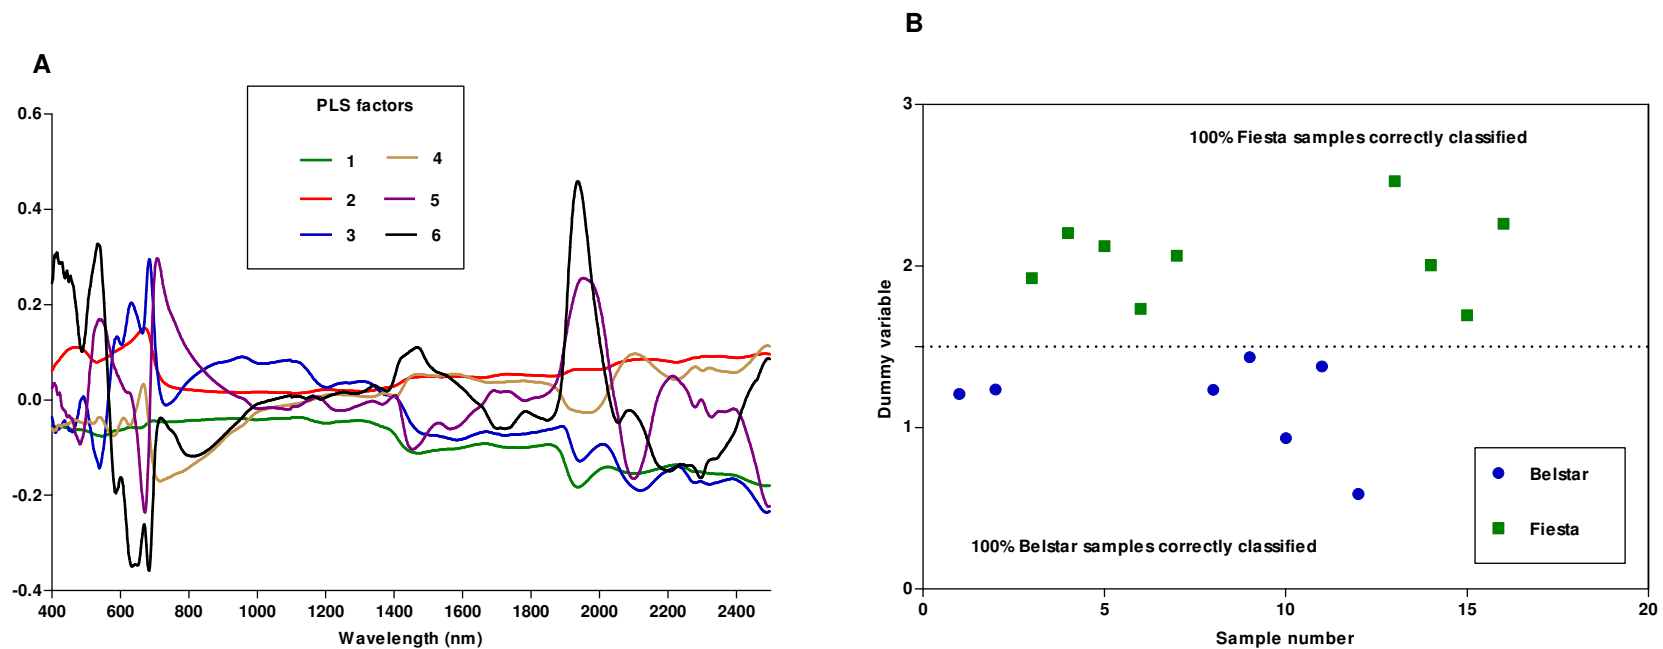 A
PLS factors
1 4
2 5
3 6
0.6
0.4
0.2
0.0
-0.2
-0.4
400 600 800 1000 1200 1400 1600 1800 2000 2200 2400
Wavelength (nm)
B
Dummy variable
3
2
1
0
100% Fiesta samples correctly classified
100% Belstar samples correctly classified
Belstar
Fiesta
0 5 10 15 20
Sample number